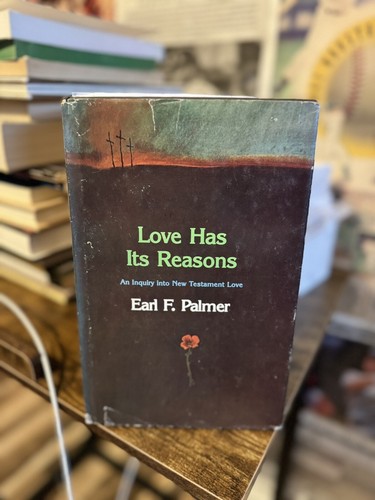 Love Has
Its Reasons
An Inquiry into New Testament Love
Earl F. Palmer